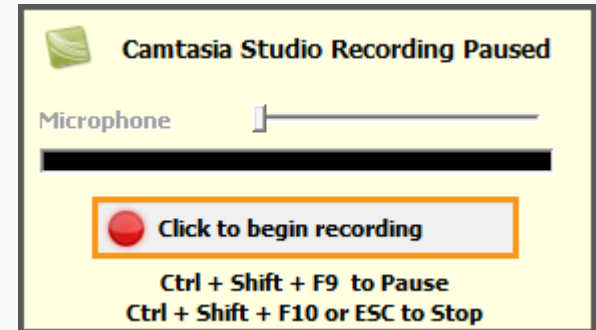 Camtasia Studio Recording Paused
Microphone
Click to begin recording
Ctrl + Shift + F9 to Pause
Ctrl + Shift + F10 or ESC to Stop